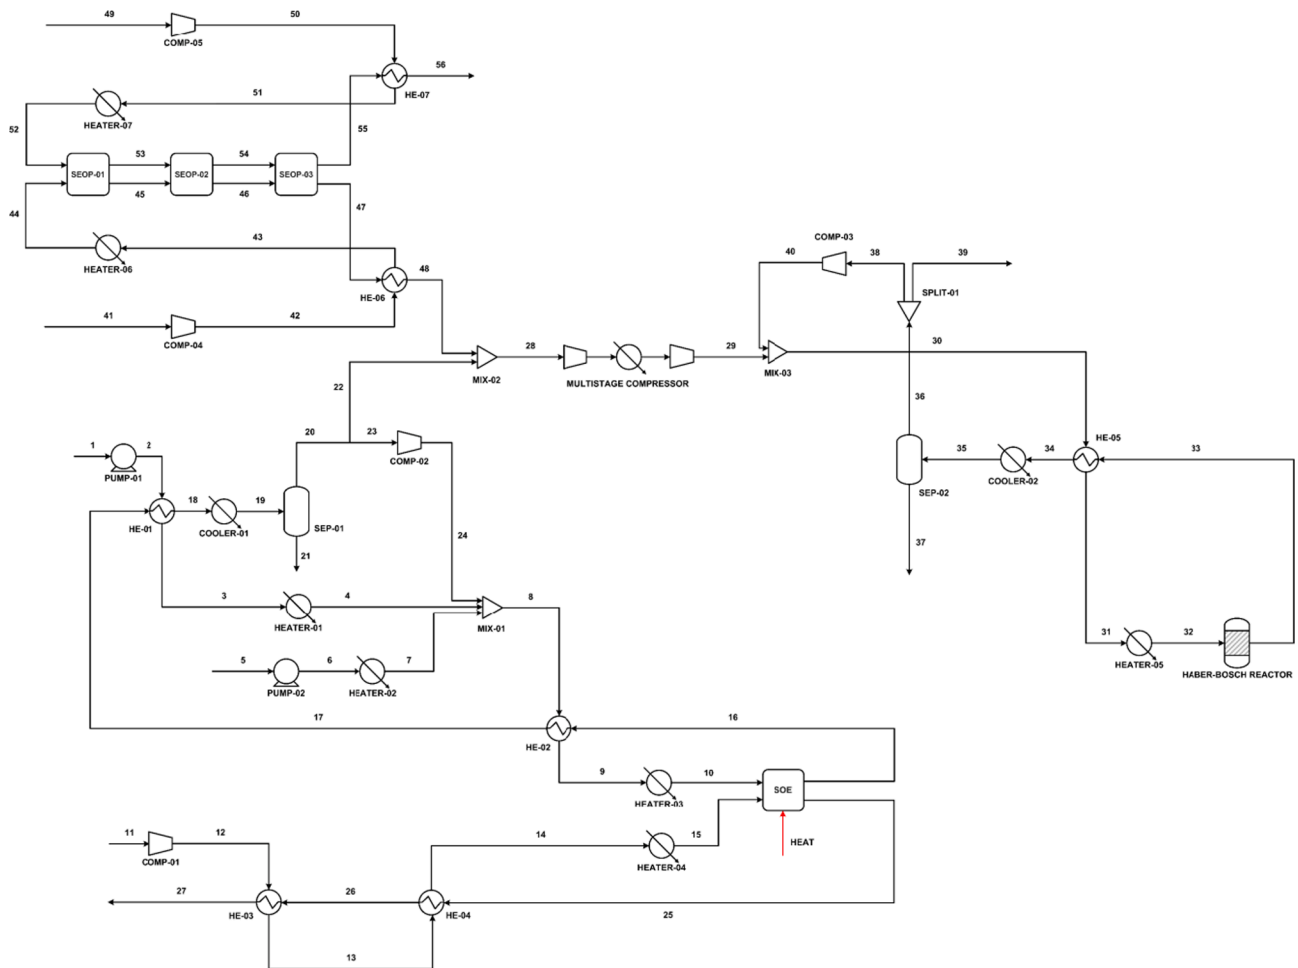 49
50
COMP-05
56
HE-07
51
HEATER-07
52
55
53
54
SEOP-01
SEOP-02
SEOP-03
45
46
44
47
43
HEATER-06
48
HE-06
41
42
COMP-04
COMP-03
40
38
39
SPLIT-01
28
29
30
MIX-02
MULTISTAGE COMPRESSOR
MIX-03
22
36
20
23
COMP-02
1
2
PUMP-01
HE-05
35
34
33
COOLER-02
SEP-02
18
19
HE-01
COOLER-01
SEP-01
24
21
37
3
4
8
HEATER-01
MIX-01
31
32
HEATER-05
HABER-BOSCH REACTOR
5
6
7
PUMP-02
HEATER-02
17
16
HE-02
9
10
HEATER-03
SOE
11
12
14
15
HEAT
COMP-01
HEATER-04
27
26
HE-03
HE-04
25
13